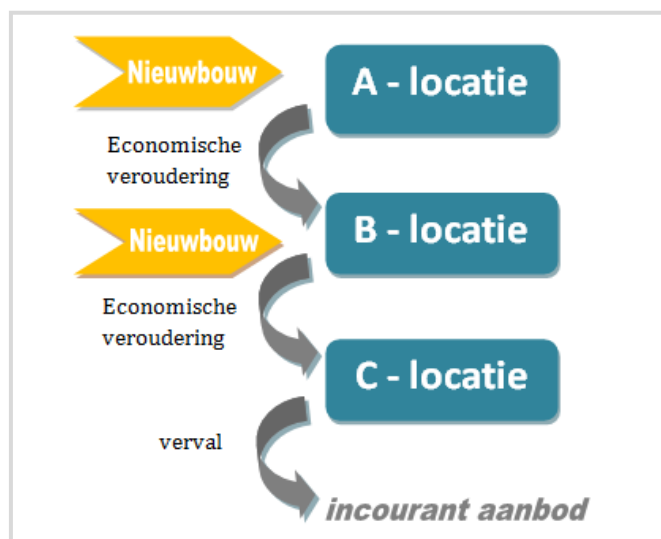 Nieuwbouw
A - locatie
Economische
veroudering
B - locatie
Nieuwbouw
Economische
veroudering
C - locatie
verval
incourant aanbod